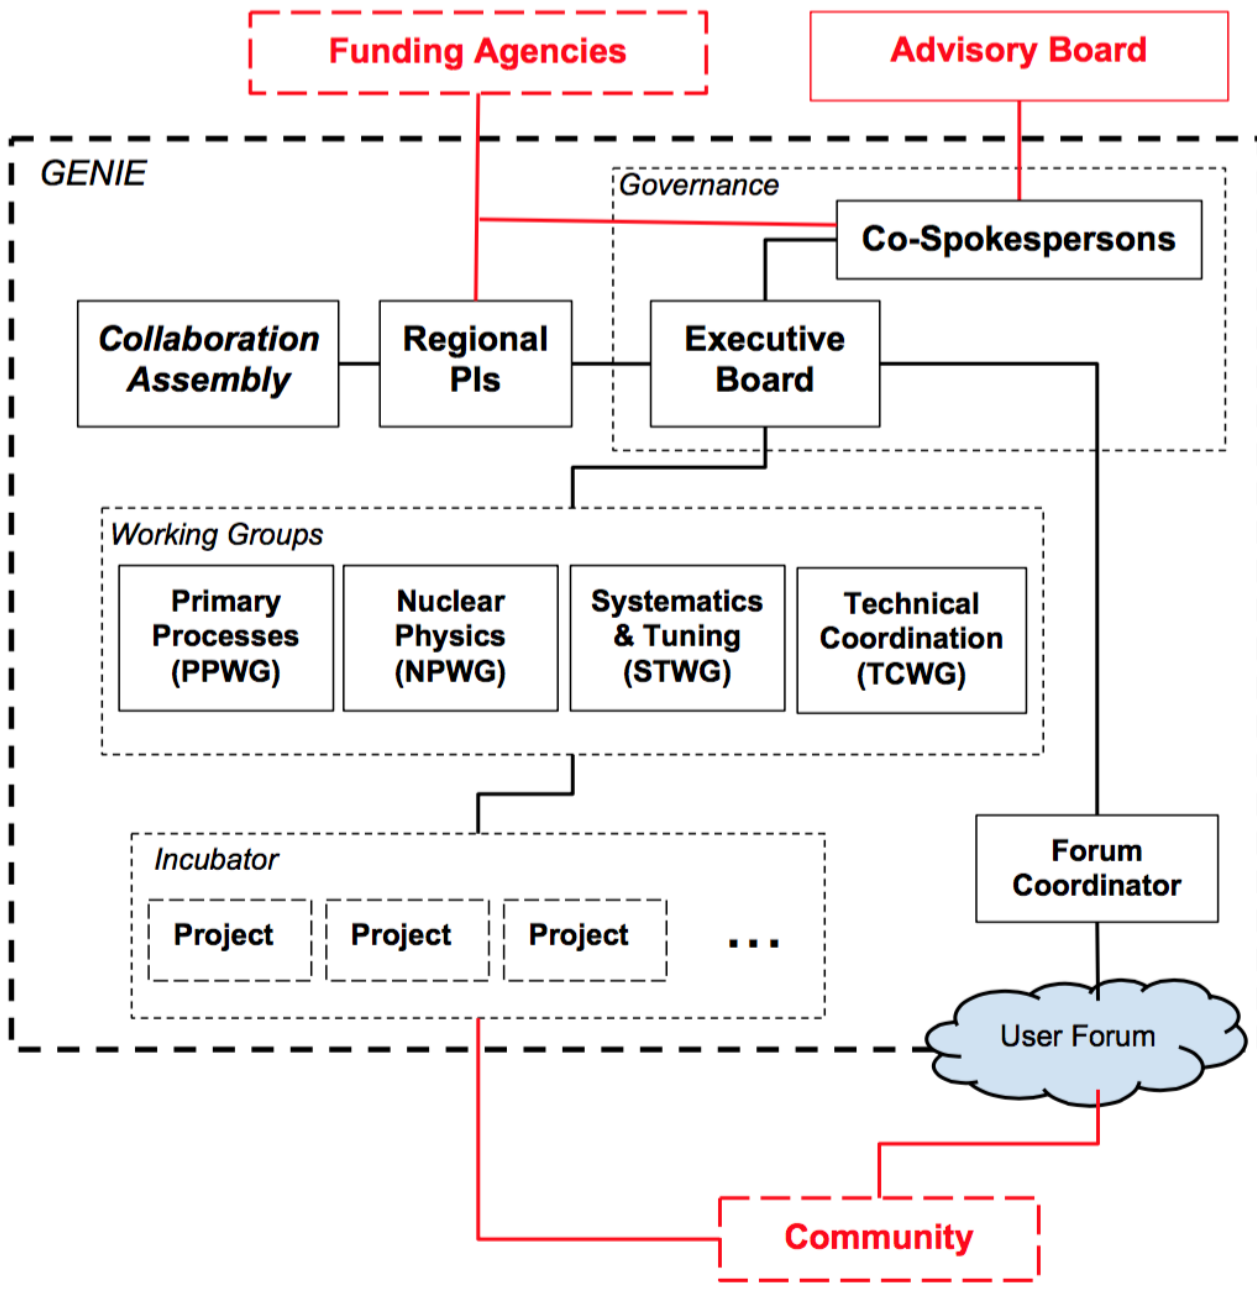 Funding Agencies
Advisory Board
GENIE
Governance
Co-Spokespersons
Collaboration
Assembly
Regional
PIs
Executive
Board
Working Groups
Primary
Processes
(PPWG)
Nuclear
Physics
(NPWG)
Systematics
& Tuning
(STWG)
Technical
Coordination
(TCWG)
Incubator
Project
Project
Project
...
Forum
Coordinator
User Forum
Community